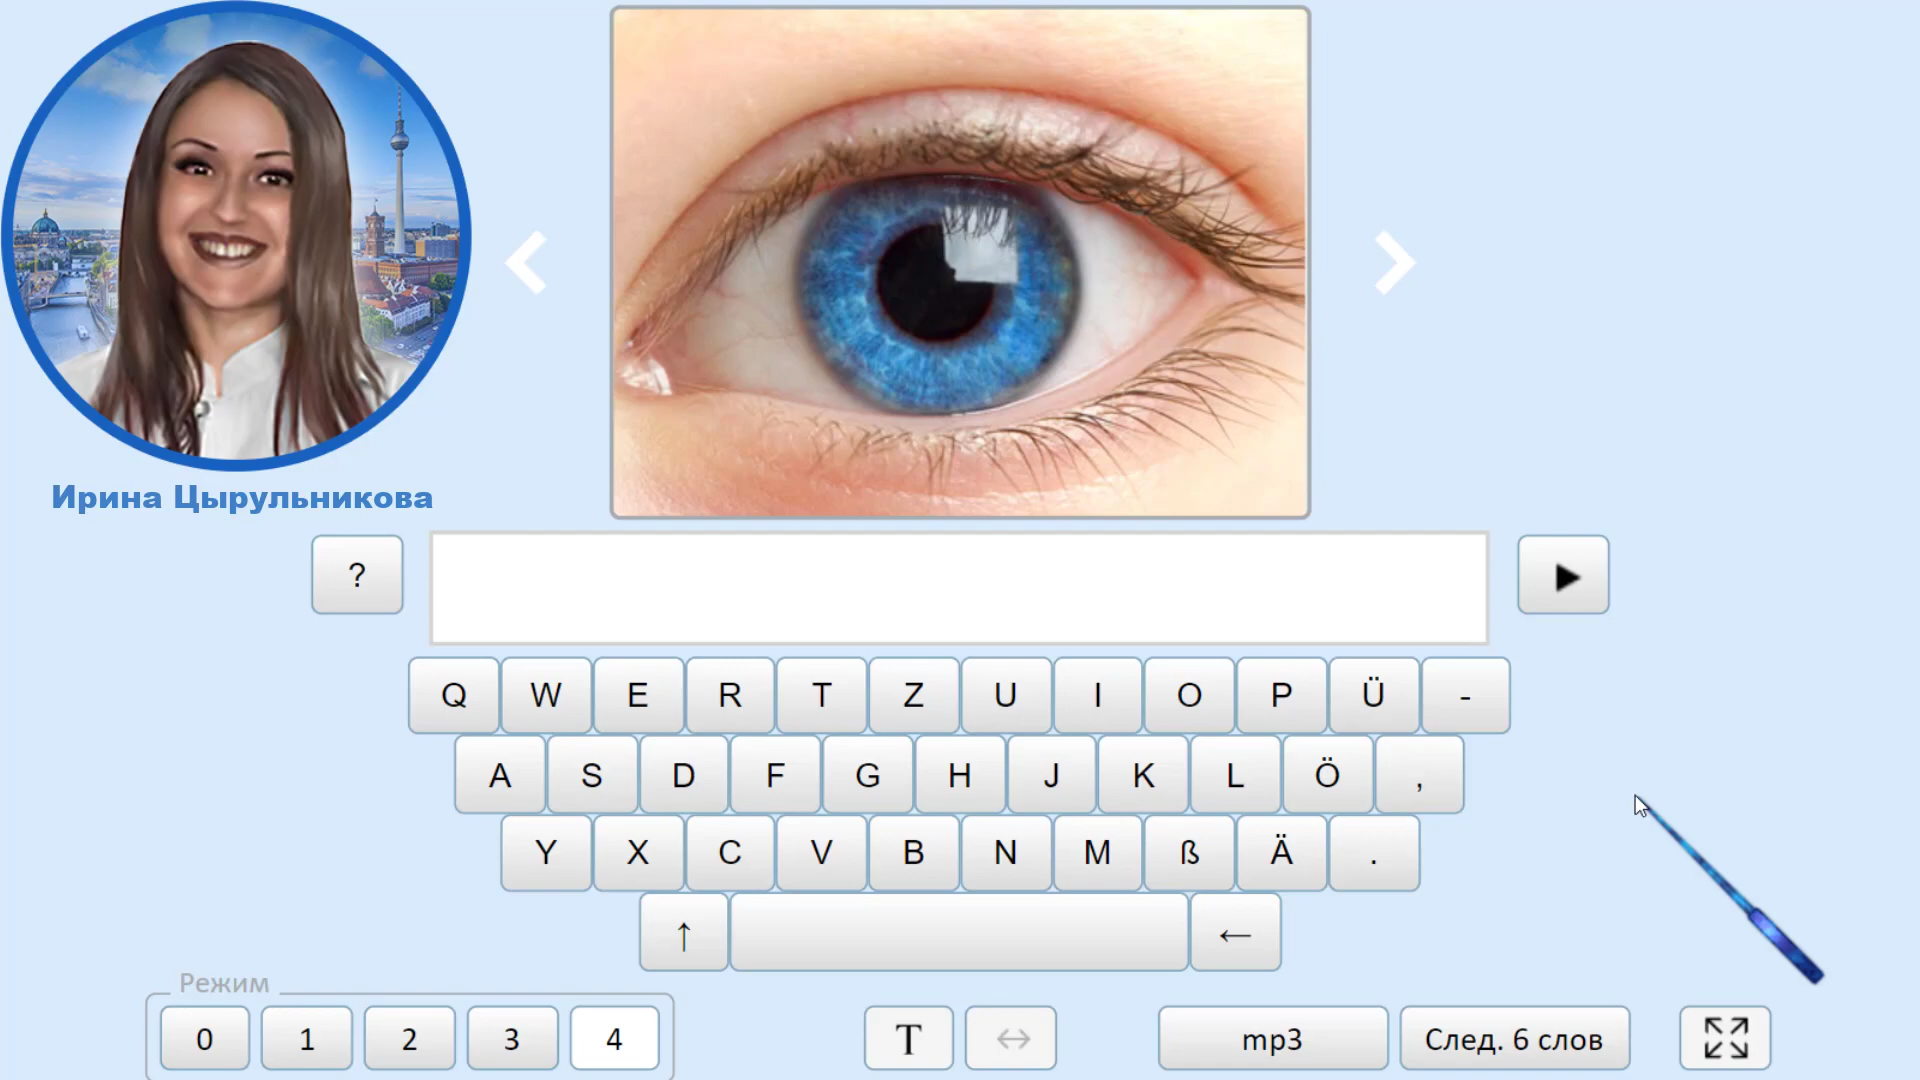 Ирина Цырульникова
?
Q W E R T Z U I O P Ü -
A S D F G H J K L Ö ,
Y X C V B N M ß Ä .
↑ ←
Режим
0 1 2 3 4 T ↔ mp3 След. 6 слов